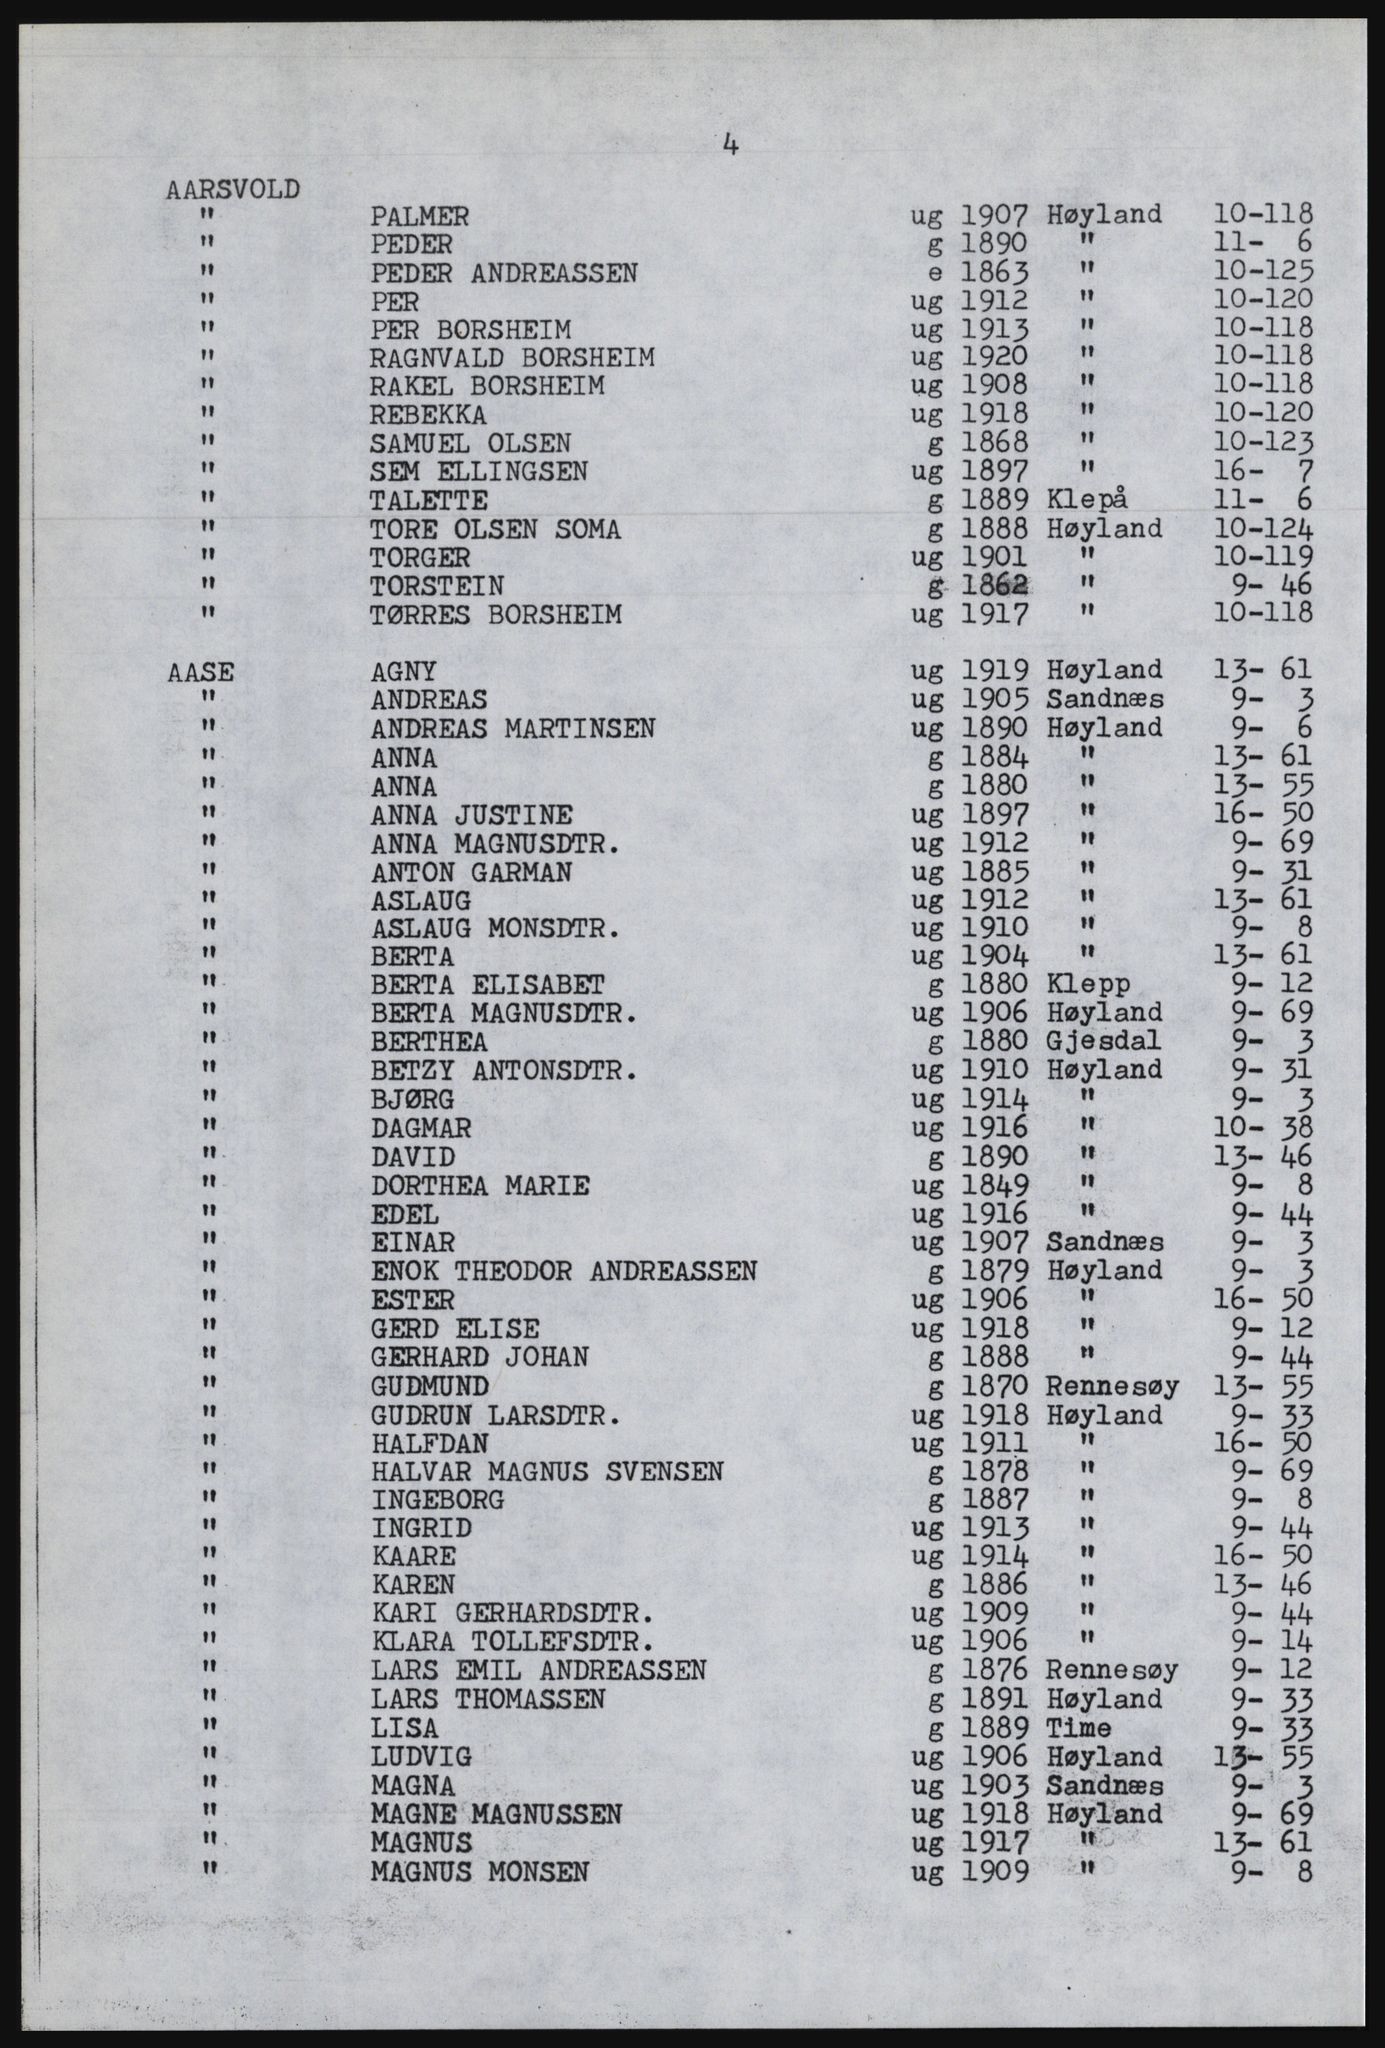 4
AARSVOLD
" PALMER ug 1907 Høyland 10-118
" PEDER g 1890 " 11- 6
" PEDER ANDREASSEN e 1863 " 10-125
" PER ug 1912 " 10-120
" PER BORSHEIM ug 1913 " 10-118
" RAGNVALD BORSHEIM ug 1920 " 10-118
" RAKEL BORSHEIM ug 1908 " 10-118
" REBEKKA ug 1918 " 10-120
" SAMUEL OLSEN g 1868 " 10-123
" SEM ELLINGSEN ug 1897 " 16- 7
" TALETTE g 1889 Klepå 11- 6
" TORE OLSEN SOMA g 1888 Høyland 10-124
" TORGER ug 1901 " 10-119
" TORSTEIN g 1862 " 9- 46
" TØRRES BORSHEIM ug 1917 " 10-118
AASE AGNY ug 1919 Høyland 13- 61
" ANDREAS ug 1905 Sandnæs 9- 3
" ANDREAS MARTINSEN ug 1890 Høyland 9- 6
" ANNA g 1884 " 13- 61
" ANNA g 1880 " 13- 55
" ANNA JUSTINE ug 1897 " 16- 50
" ANNA MAGNUSDTR. ug 1912 " 9- 69
" ANTON GARMAN ug 1885 " 9- 31
" ASLAUG ug 1912 " 13- 61
" ASLAUG MONSDTR. ug 1910 " 9- 8
" BERTA ug 1904 " 13- 61
" BERTA ELISABET g 1880 Klepp 9- 12
" BERTA MAGNUSDTR. ug 1906 Høyland 9- 69
" BERTHEA g 1880 Gjesdal 9- 3
" BETZY ANTONSDTR. ug 1910 Høyland 9- 31
" BJØRG ug 1914 " 9- 3
" DAGMAR ug 1916 " 10- 38
" DAVID g 1890 " 13- 46
" DORTHEA MARIE ug 1849 " 9- 8
" EDEL ug 1916 " 9- 44
" EINAR ug 1907 Sandnæs 9- 3
" ENOK THEODOR ANDREASSEN g 1879 Høyland 9- 3
" ESTER ug 1906 " 16- 50
" GERD ELISE ug 1918 " 9- 12
" GERHARD JOHAN g 1888 " 9- 44
" GUDMUND g 1870 Rennesøy 13- 55
" GUDRUN LARSDTR. ug 1918 Høyland 9- 33
" HALFDAN ug 1911 " 16- 50
" HALVAR MAGNUS SVENSEN g 1878 " 9- 69
" INGEBORG g 1887 " 9- 8
" INGRID ug 1913 " 9- 44
" KAARE ug 1914 " 16- 50
" KAREN g 1886 " 13- 46
" KARI GERHARDSDTR. ug 1909 " 9- 44
" KLARA TOLLEFSDTR. ug 1906 " 9- 14
" LARS EMIL ANDREASSEN g 1876 Rennesøy 9- 12
" LARS THOMASSEN g 1891 Høyland 9- 33
" LISA g 1889 Time 9- 33
" LUDVIG ug 1906 Høyland 13- 55
" MAGNA ug 1903 Sandnæs 9- 3
" MAGNE MAGNUSSEN ug 1918 Høyland 9- 69
" MAGNUS ug 1917 " 13- 61
" MAGNUS MONSEN ug 1909 " 9- 8